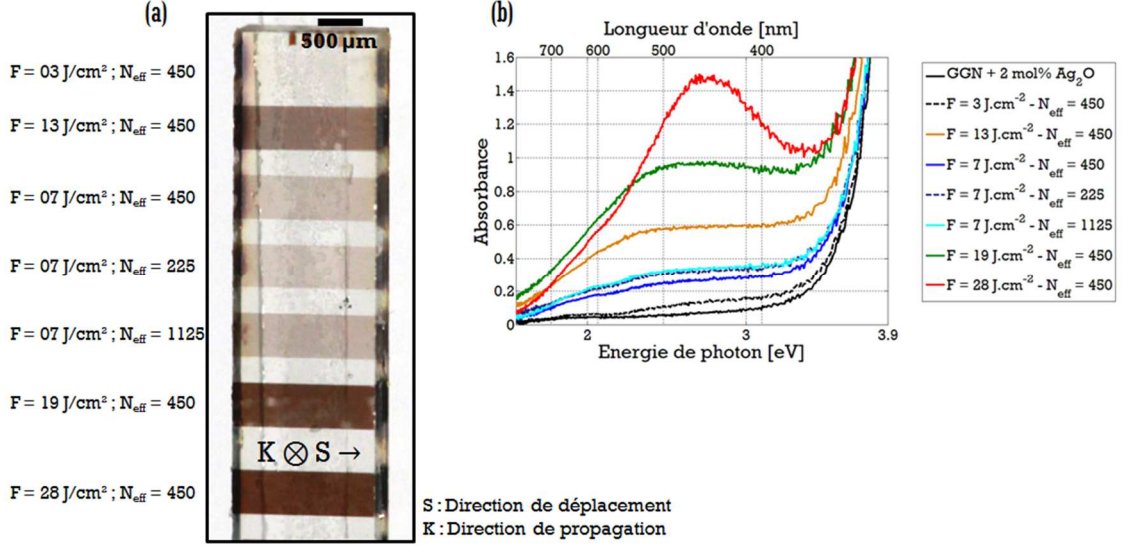 (a)
500 µm
F = 03 J/cm² ; N_eff = 450
F = 13 J/cm² ; N_eff = 450
F = 07 J/cm² ; N_eff = 450
F = 07 J/cm² ; N_eff = 225
F = 07 J/cm² ; N_eff = 1125
F = 19 J/cm² ; N_eff = 450
K ⊗ S →
F = 28 J/cm² ; N_eff = 450
S : Direction de déplacement
K : Direction de propagation
(b)
Longueur d'onde [nm]
700 600 500 400
Absorbance
1.6
1.4
1.2
1
0.8
0.6
0.4
0.2
0
2 3 3.9
Energie de photon [eV]
GGN + 2 mol% Ag₂O
F = 3 J.cm⁻² - N_eff = 450
F = 13 J.cm⁻² - N_eff = 450
F = 7 J.cm⁻² - N_eff = 450
F = 7 J.cm⁻² - N_eff = 225
F = 7 J.cm⁻² - N_eff = 1125
F = 19 J.cm⁻² - N_eff = 450
F = 28 J.cm⁻² - N_eff = 450